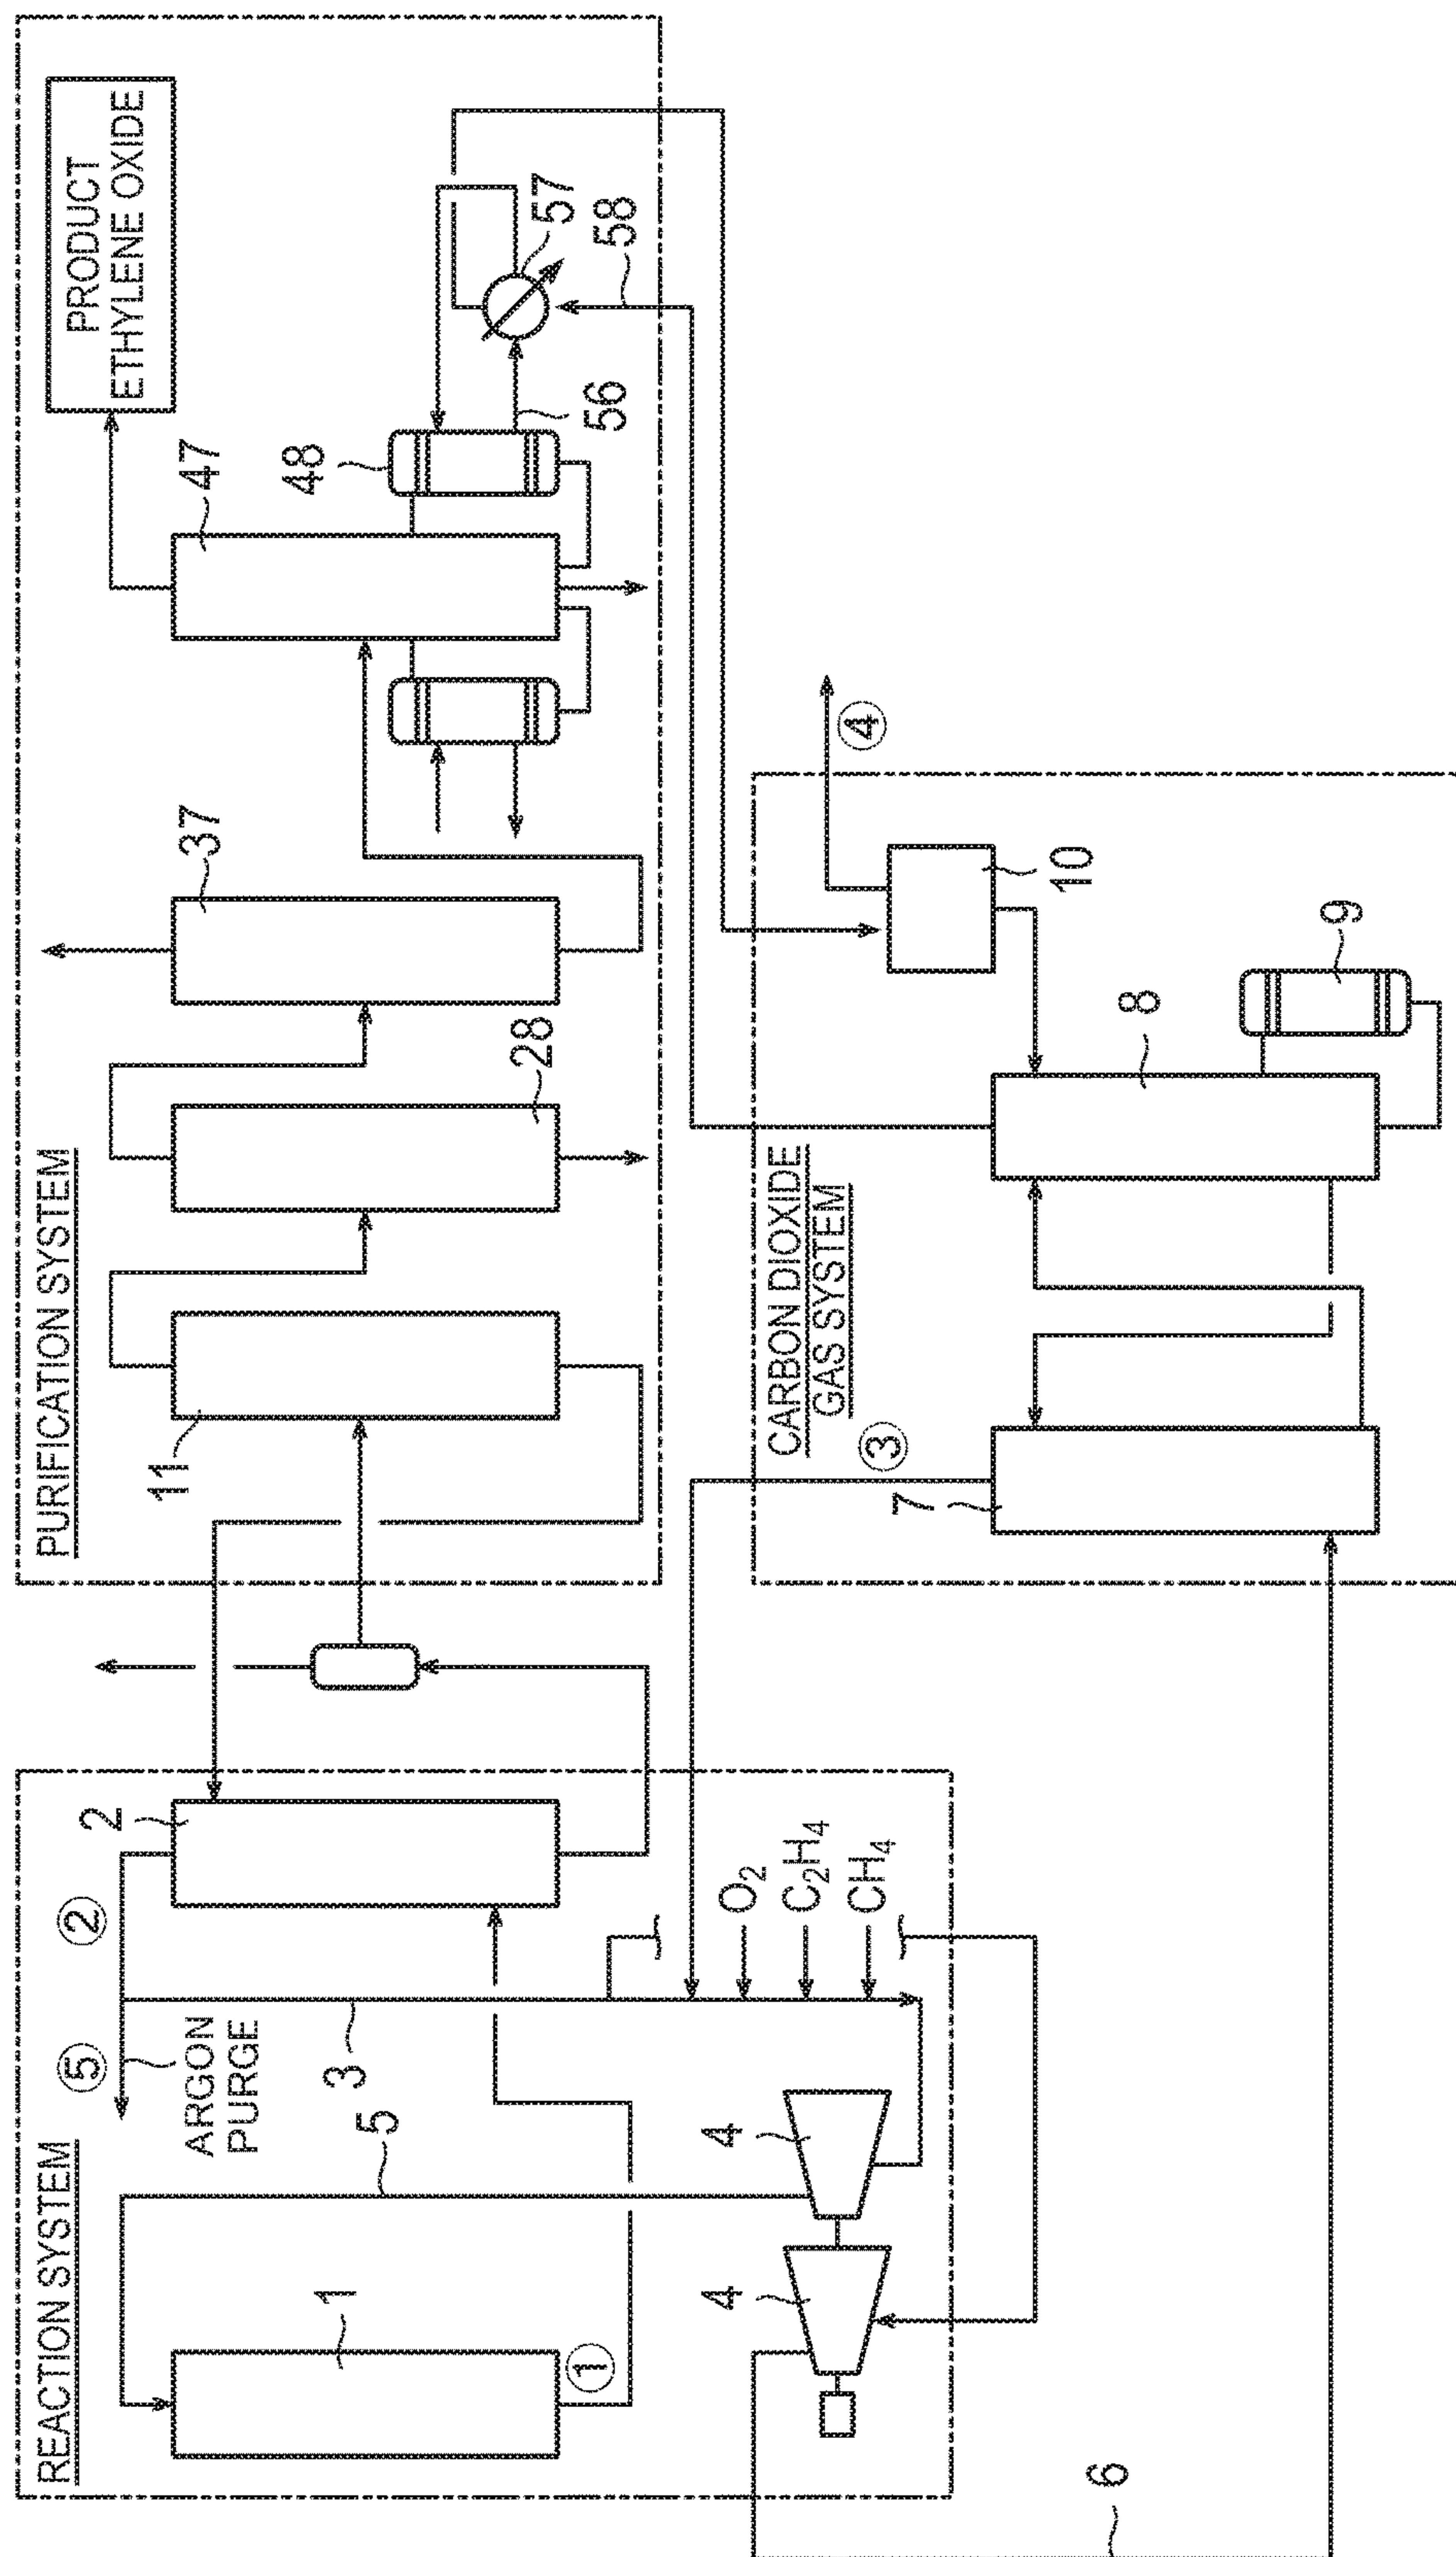 REACTION SYSTEM
1
①
5
ARGON
PURGE
⑤
3
②
2
4
4
O2
C2H4
CH4
6
PURIFICATION SYSTEM
11
28
37
47
48
56
57
58
PRODUCT
ETHYLENE OXIDE
CARBON DIOXIDE
GAS SYSTEM
③
7
8
9
10
④